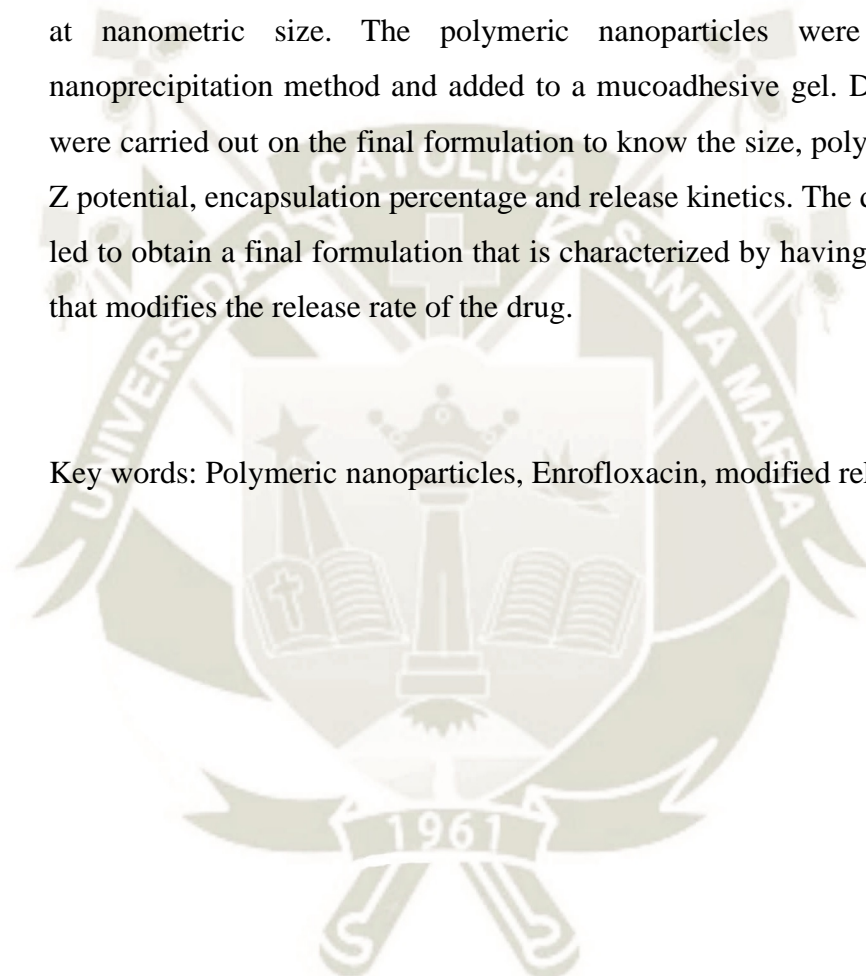 at nanometric size. The polymeric nanoparticles were
nanoprecipitation method and added to a mucoadhesive gel.
were carried out on the final formulation to know the size,
Z potential, encapsulation percentage and release kinetics. The
led to obtain a final formulation that is characterized by having
that modifies the release rate of the drug.
Key words: Polymeric nanoparticles, Enrofloxacin, modified
UNIVERSIDAD CATOLICA SANTA MARIA
1961